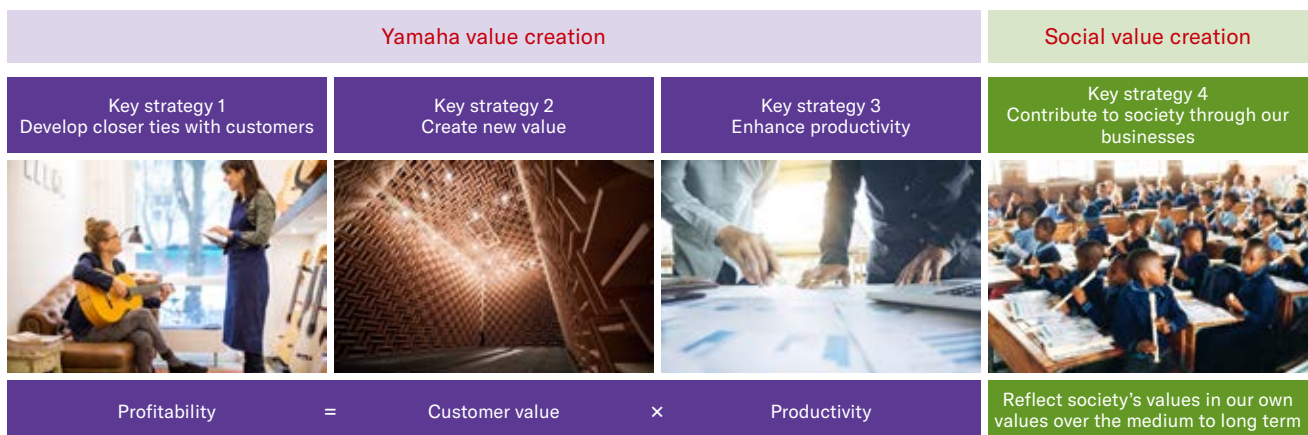 Yamaha value creation
Social value creation
Key strategy 1
Develop closer ties with customers
Key strategy 2
Create new value
Key strategy 3
Enhance productivity
Key strategy 4
Contribute to society through our
businesses
Profitability = Customer value × Productivity
Reflect society's values in our own
values over the medium to long term